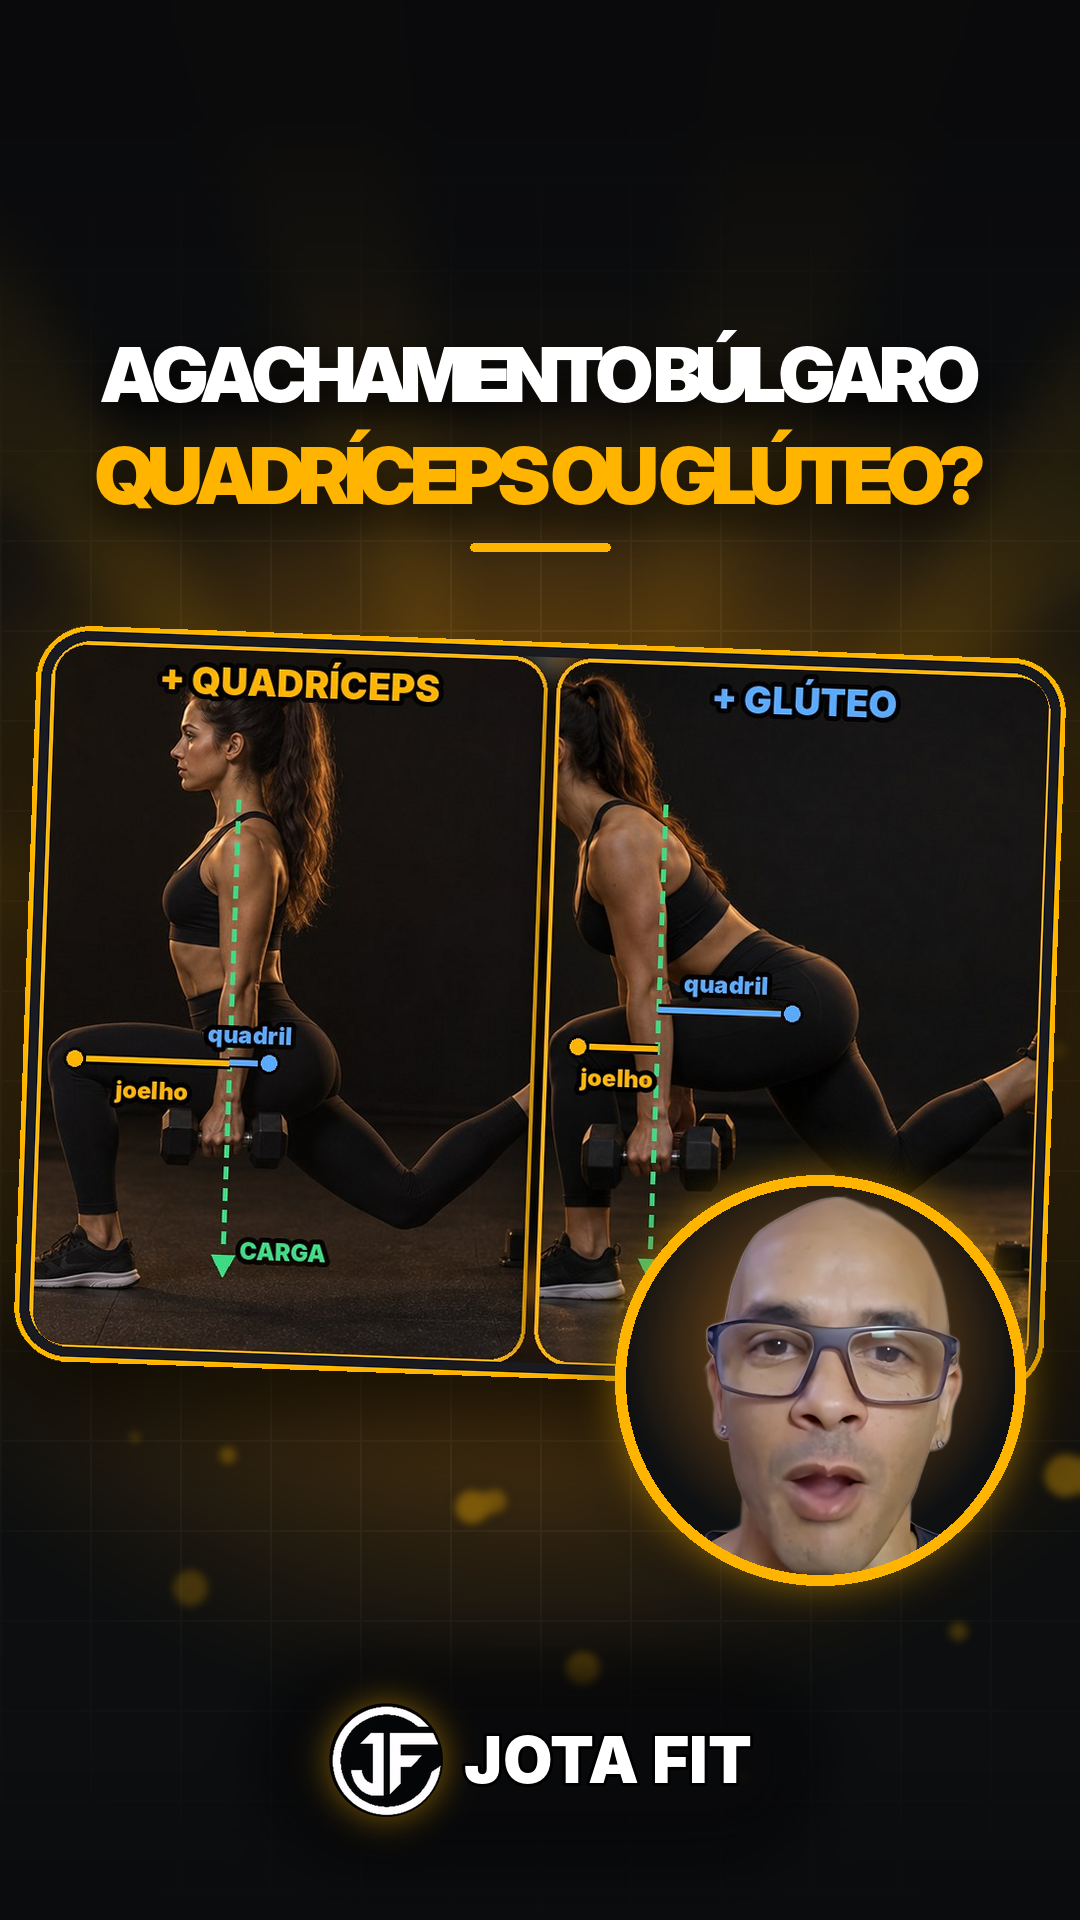 AGACHAMENTO BÚLGARO
QUADRÍCEPS OU GLÚTEO?
+ QUADRÍCEPS
+ GLÚTEO
quadril
joelho
CARGA
quadril
joelho
JF JOTA FIT